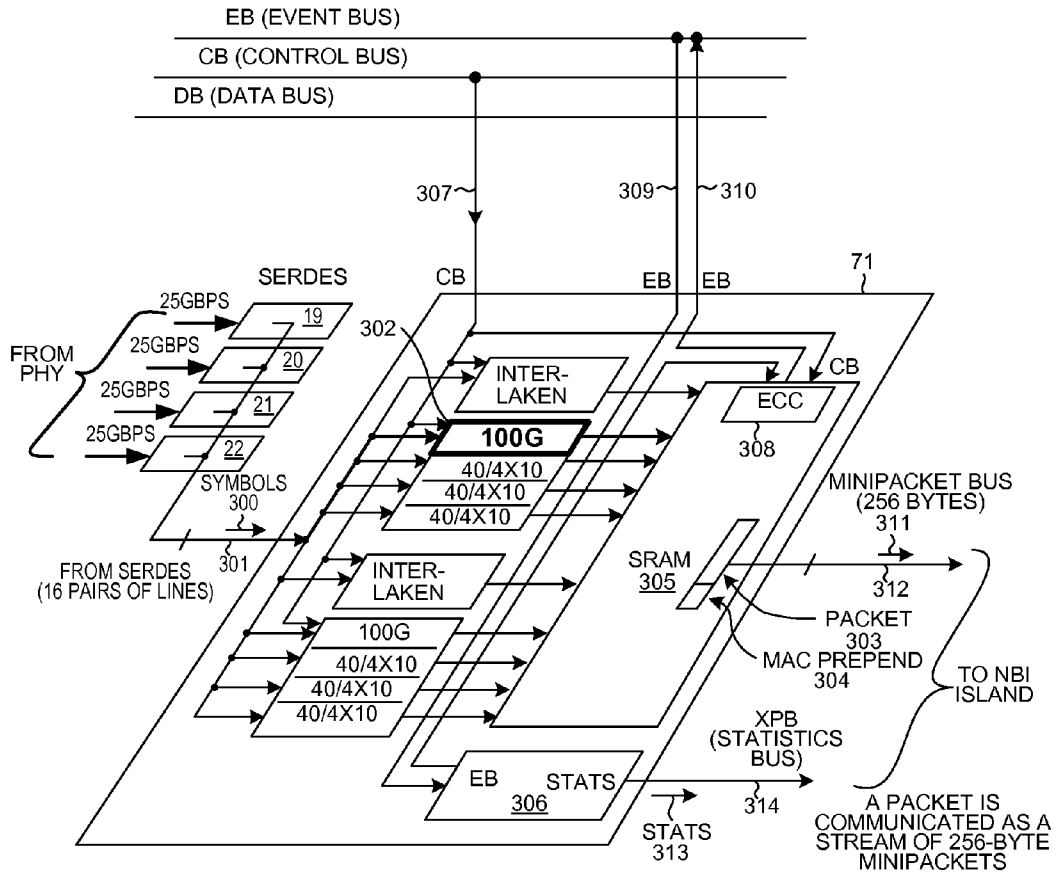 EB (EVENT BUS)
CB (CONTROL BUS)
DB (DATA BUS)
307
309
310
CB
EB
EB
71
SERDES
302
25GBPS
19
25GBPS
20
25GBPS
21
25GBPS
22
FROM
PHY
SYMBOLS
300
301
FROM SERDES
(16 PAIRS OF LINES)
INTER-
LAKEN
100G
40/4X10
40/4X10
40/4X10
INTER-
LAKEN
100G
40/4X10
40/4X10
40/4X10
CB
ECC
308
MINIPACKET BUS
(256 BYTES)
311
312
SRAM
305
PACKET
303
MAC PREPEND
304
TO NBI
ISLAND
XPB
(STATISTICS
BUS)
EB
STATS
306
314
STATS
313
A PACKET IS
COMMUNICATED AS A
STREAM OF 256-BYTE
MINIPACKETS